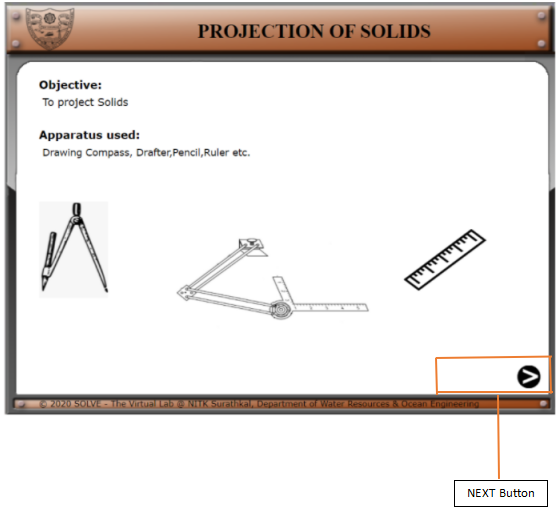 PROJECTION OF SOLIDS
Objective:
To project Solids
Apparatus used:
Drawing Compass, Drafter,Pencil,Ruler etc.
© 2020 SOLVE - The Virtual Lab @ NITK Surathkal, Department of Water Resources & Ocean Engineering
NEXT Button